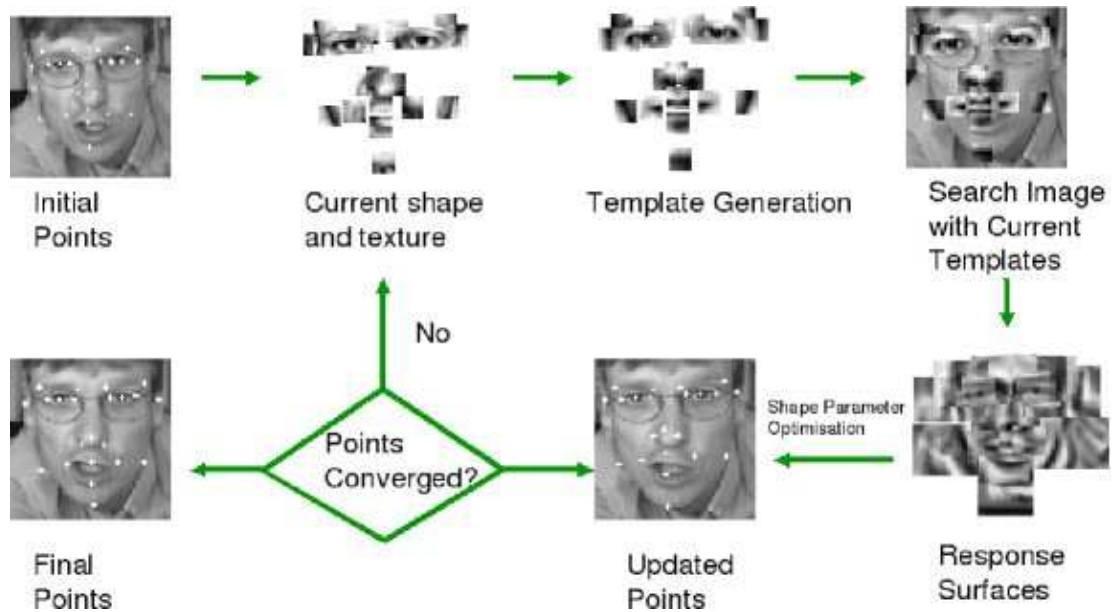 Initial
Points
Current shape
and texture
Template Generation
Search Image
with Current
Templates
No
Points
Converged?
Shape Parameter
Optimisation
Final
Points
Updated
Points
Response
Surfaces